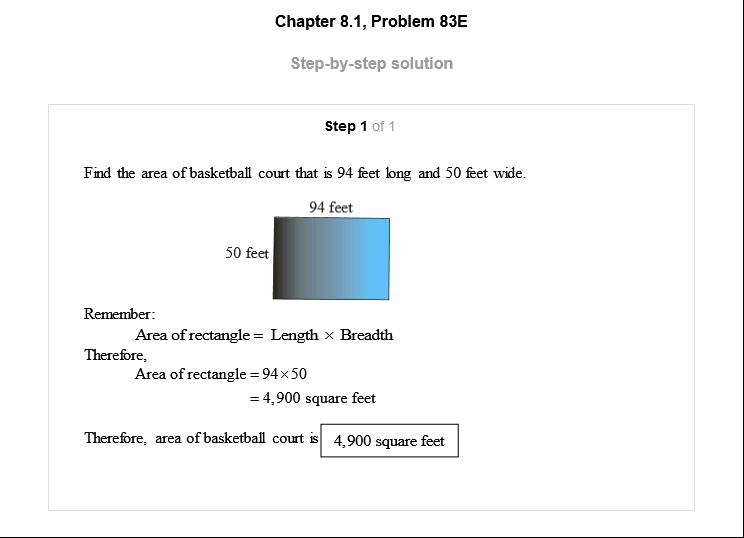 Chapter 8.1, Problem 83E
Step-by-step solution
Step 1 of 1
Find the area of basketball court that is 94 feet long and 50 feet wide.
94 feet
50 feet
Remember:
Area of rectangle = Length × Breadth
Therefore,
Area of rectangle = 94×50
= 4,900 square feet
Therefore, area of basketball court is 4,900 square feet